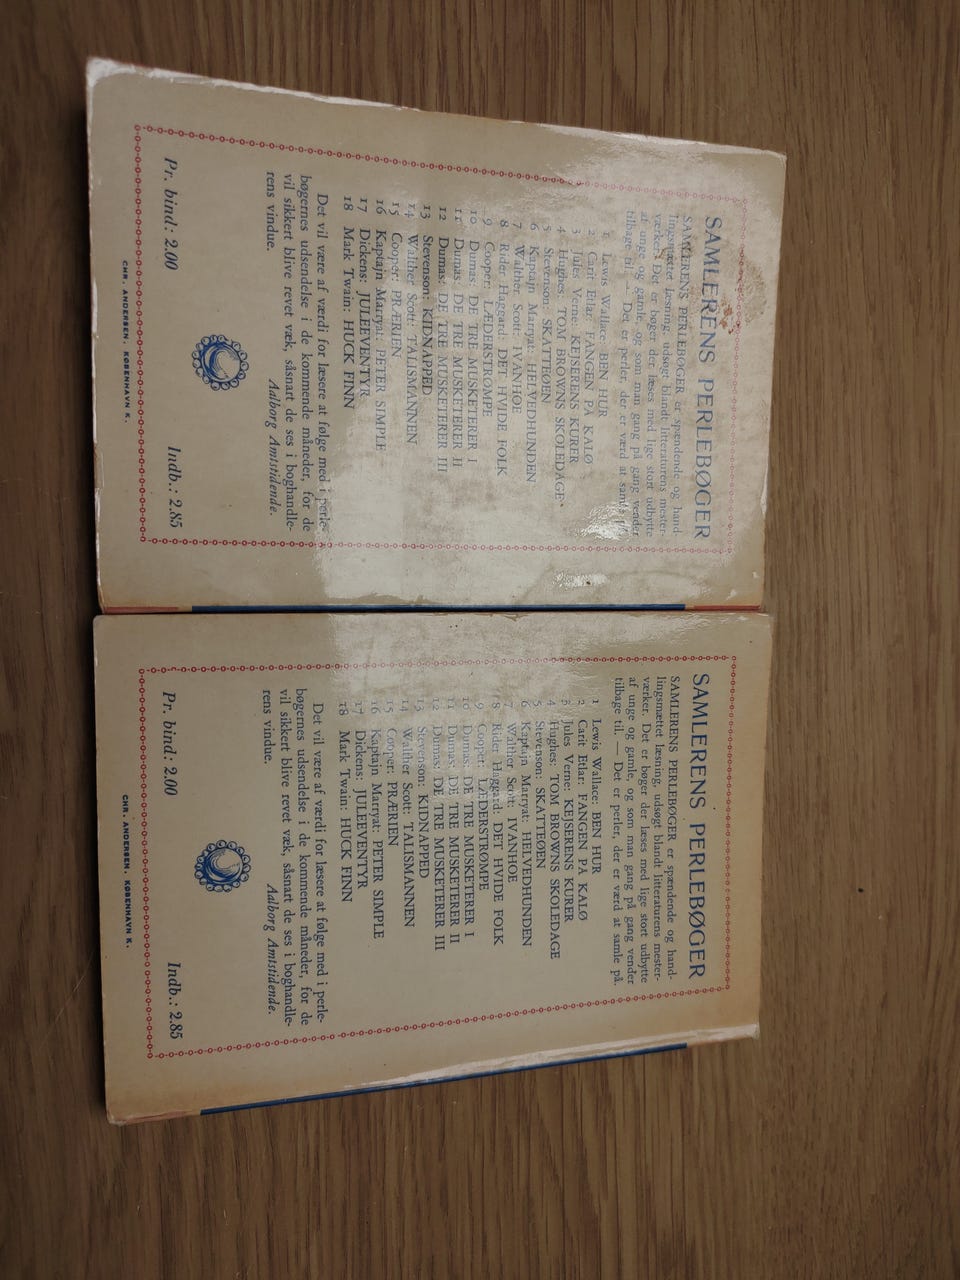 SAMLERENS PERLEBØGER
SAMLERENS PERLEBØGER er spændende og hand-
lingsmættet læsning, udsøgt blandt litteraturens mester-
værker. Det er bøger der læses med lige stort udbytte
af unge og gamle, og som man gang på gang vender
tilbage til. — Det er perler, der er værd at samle på.
1 Lewis Wallace: BEN HUR
2 Carit Etlar: FANGEN PÅ KALØ
3 Jules Verne: KEJSERENS KURER
4 Hughes: TOM BROWNS SKOLEDAGE
5 Stevenson: SKATTEØEN
6 Kaptajn Marryat: HELVEDHUNDEN
7 Walther Scott: IVANHOE
8 Rider Haggard: DET HVIDE FOLK
9 Cooper: LÆDERSTRØMPE
10 Dumas: DE TRE MUSKETERER I
11 Dumas: DE TRE MUSKETERER II
12 Dumas: DE TRE MUSKETERER III
13 Stevenson: KIDNAPPED
14 Walther Scott: TALISMANNEN
15 Cooper: PRÆRIEN
16 Kaptajn Marryat: PETER SIMPLE
17 Dickens: JULEEVENTYR
18 Mark Twain: HUCK FINN
Det vil være af værdi for læsere at følge med i perle-
bøgernes udsendelse i de kommende måneder, for de
vil sikkert blive revet væk, såsnart de ses i boghandle-
rens vindue.
Aalborg Amtstidende.
Pr. bind: 2.00 Indb.: 2.85
CHR. ANDERSEN. KØBENHAVN K.
SAMLERENS PERLEBØGER
SAMLERENS PERLEBØGER er spændende og hand-
lingsmættet læsning, udsøgt blandt litteraturens mester-
værker. Det er bøger der læses med lige stort udbytte
af unge og gamle, og som man gang på gang vender
tilbage til. — Det er perler, der er værd at samle på.
1 Lewis Wallace: BEN HUR
2 Carit Etlar: FANGEN PÅ KALØ
3 Jules Verne: KEJSERENS KURER
4 Hughes: TOM BROWNS SKOLEDAGE
5 Stevenson: SKATTEØEN
6 Kaptajn Marryat: HELVEDHUNDEN
7 Walther Scott: IVANHOE
8 Rider Haggard: DET HVIDE FOLK
9 Cooper: LÆDERSTRØMPE
10 Dumas: DE TRE MUSKETERER I
11 Dumas: DE TRE MUSKETERER II
12 Dumas: DE TRE MUSKETERER III
13 Stevenson: KIDNAPPED
14 Walther Scott: TALISMANNEN
15 Cooper: PRÆRIEN
16 Kaptajn Marryat: PETER SIMPLE
17 Dickens: JULEEVENTYR
18 Mark Twain: HUCK FINN
Det vil være af værdi for læsere at følge med i perle-
bøgernes udsendelse i de kommende måneder, for de
vil sikkert blive revet væk, såsnart de ses i boghandle-
rens vindue.
Aalborg Amtstidende.
Pr. bind: 2.00 Indb.: 2.85
CHR. ANDERSEN. KØBENHAVN K.